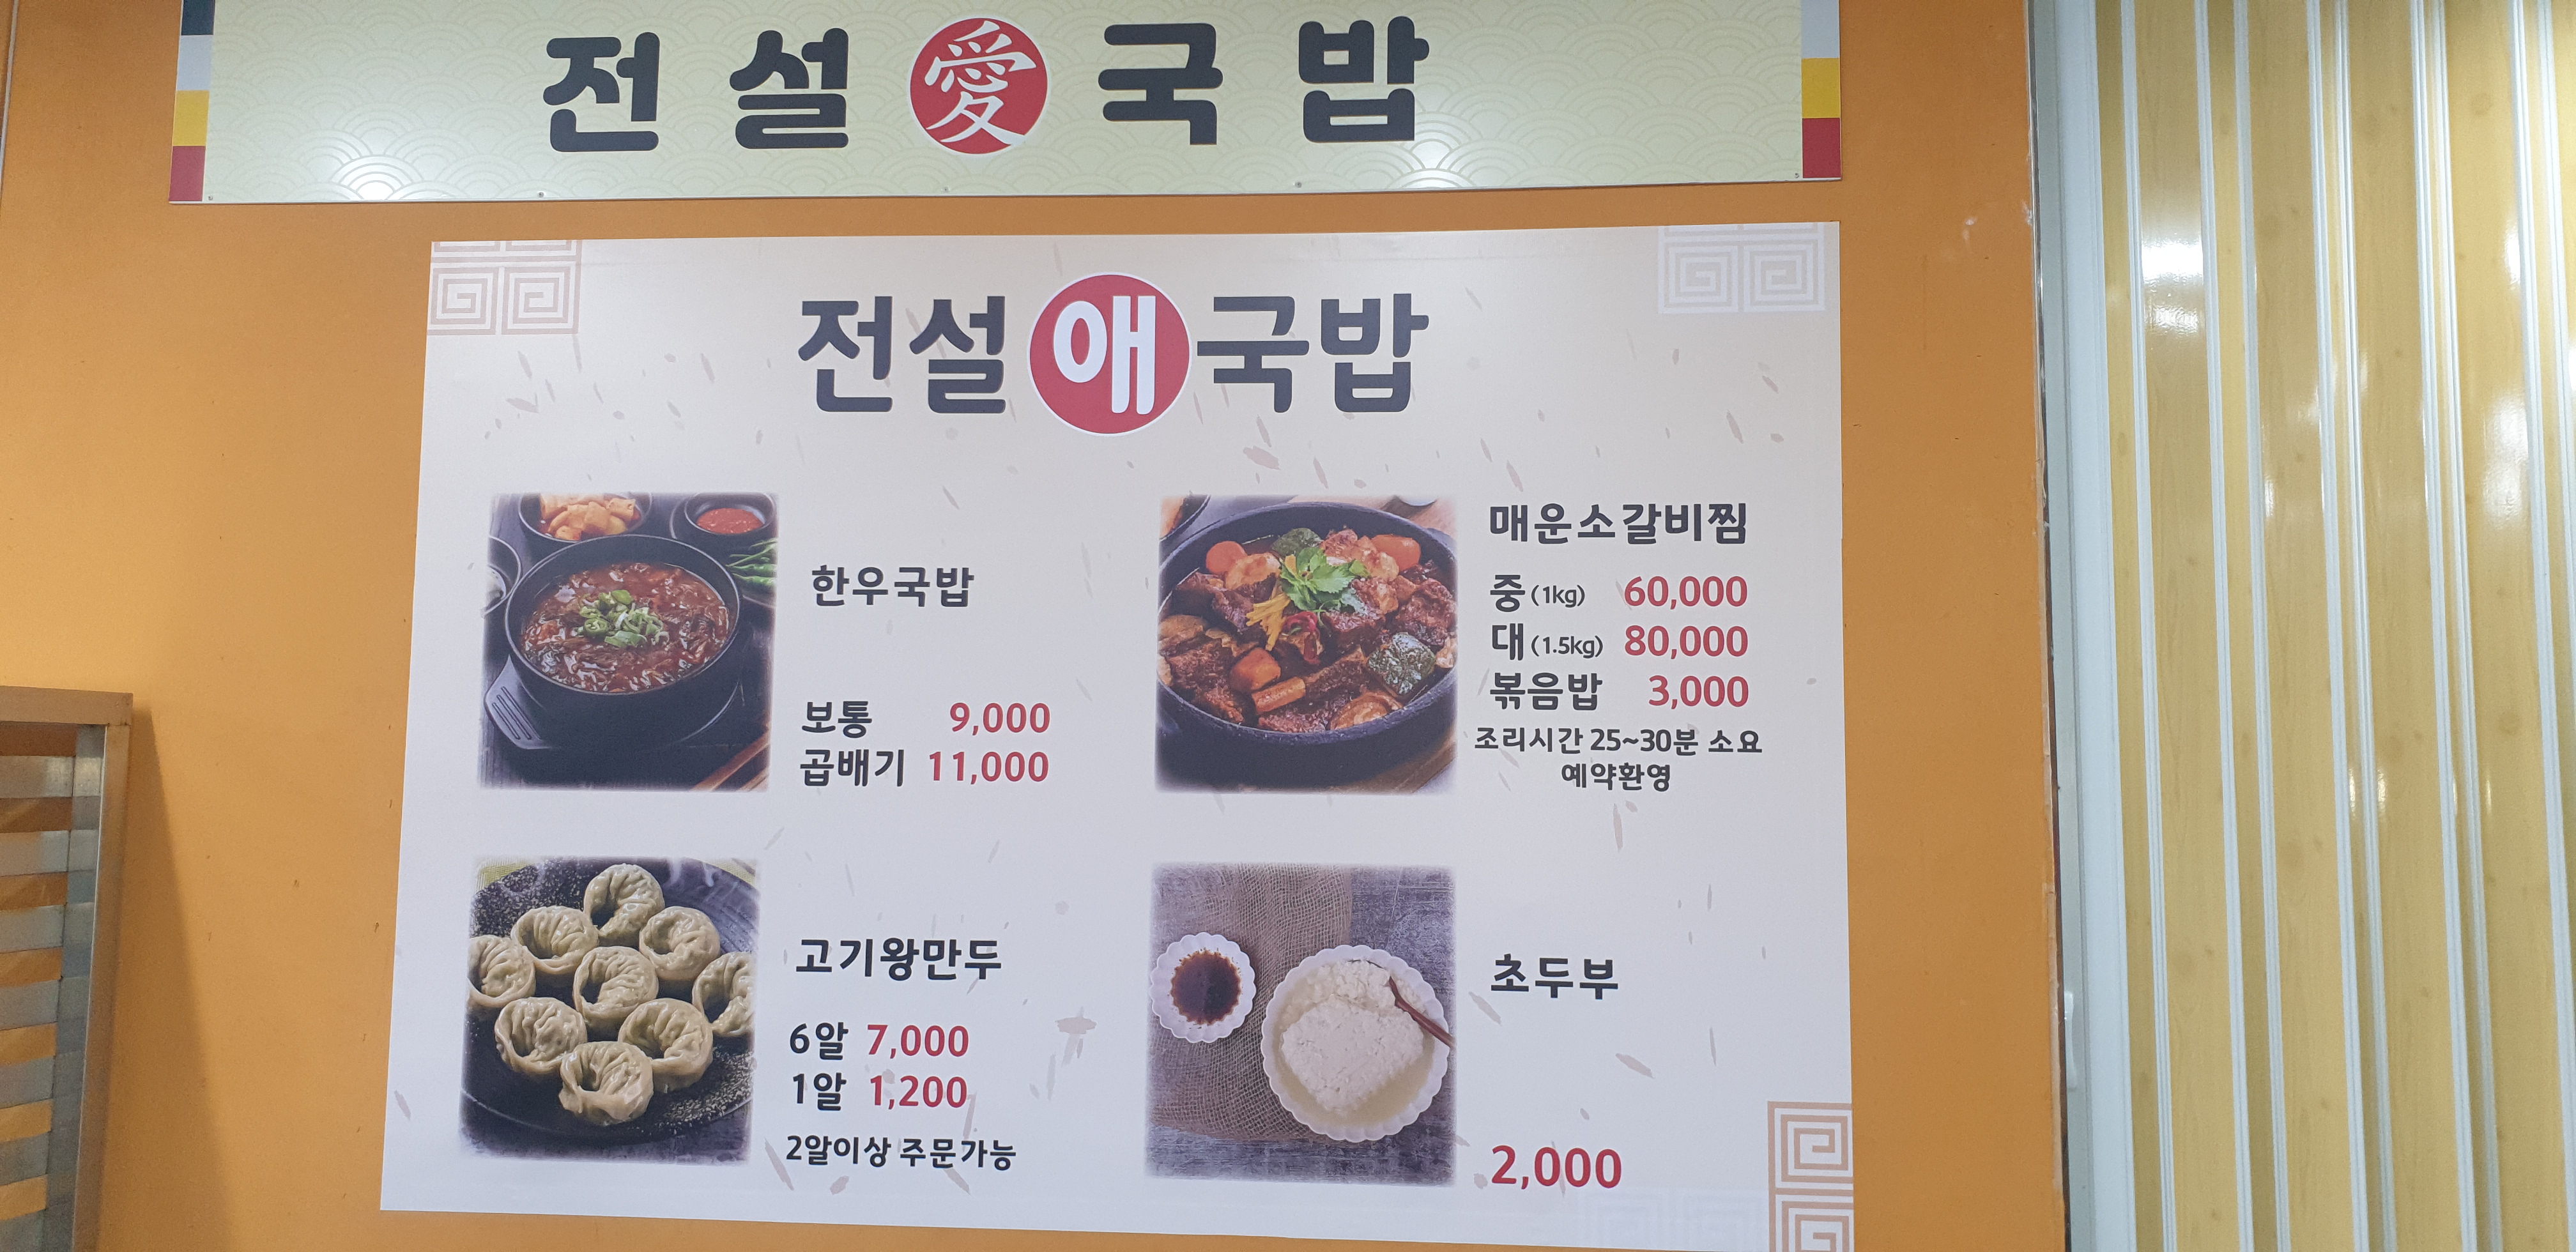 전설愛국밥
전설애국밥
한우국밥
보통 9,000
곱배기 11,000
매운소갈비찜
중(1kg) 60,000
대(1.5kg) 80,000
볶음밥 3,000
조리시간 25~30분 소요
예약환영
고기왕만두
6알 7,000
1알 1,200
2알이상 주문가능
초두부
2,000